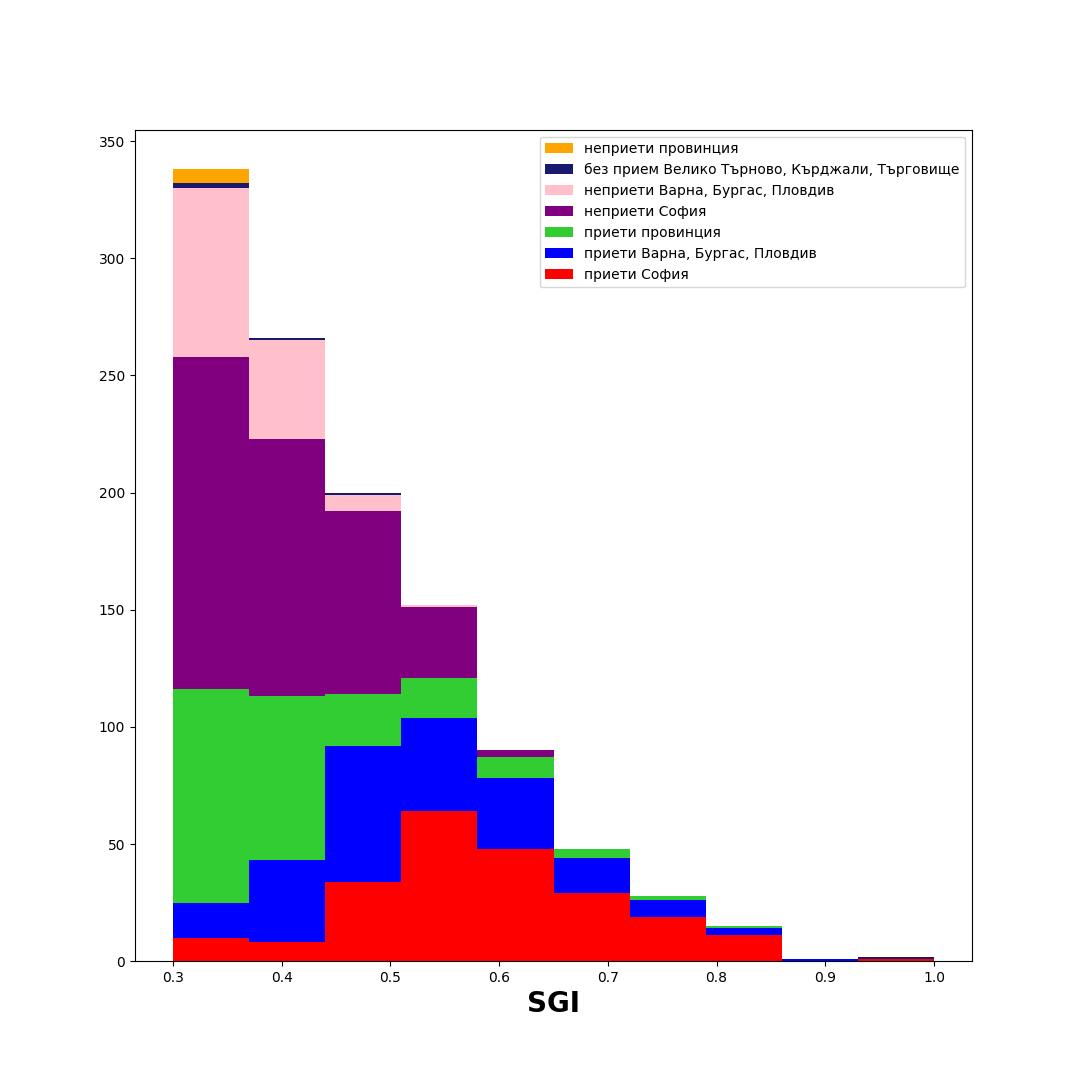 350
300
250
200
150
100
50
0
неприети провинция
без прием Велико Търново, Кърджали, Търговище
неприети Варна, Бургас, Пловдив
неприети София
приети провинция
приети Варна, Бургас, Пловдив
приети София
0.3 0.4 0.5 0.6 0.7 0.8 0.9 1.0
SGI